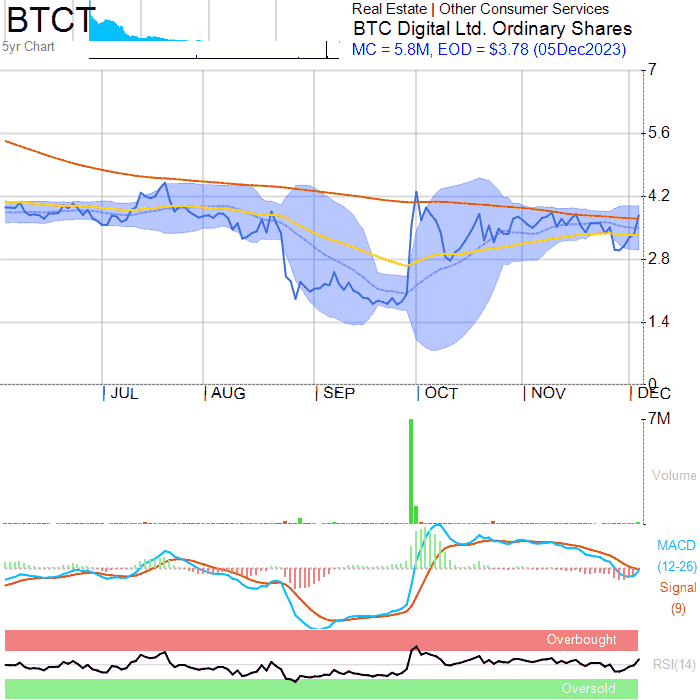 BTCT
5yr Chart
Real Estate | Other Consumer Services
BTC Digital Ltd. Ordinary Shares
MC = 5.8M, EOD = $3.78 (05Dec2023)
7
5.6
4.2
2.8
1.4
0
JUL
AUG
SEP
OCT
NOV
DEC
7M
Volume
MACD
(12-26)
Signal
(9)
Overbought
RSI(14)
Oversold